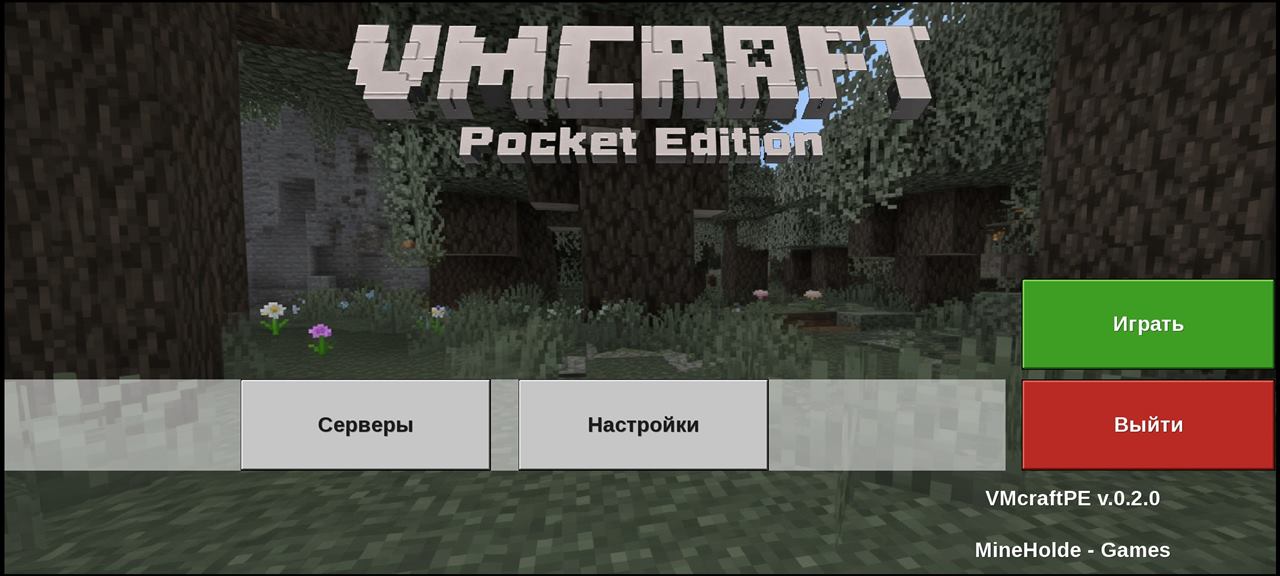 VMCRAFT
Pocket Edition
Играть
Серверы
Настройки
Выйти
VMcraftPE v.0.2.0
MineHolde - Games